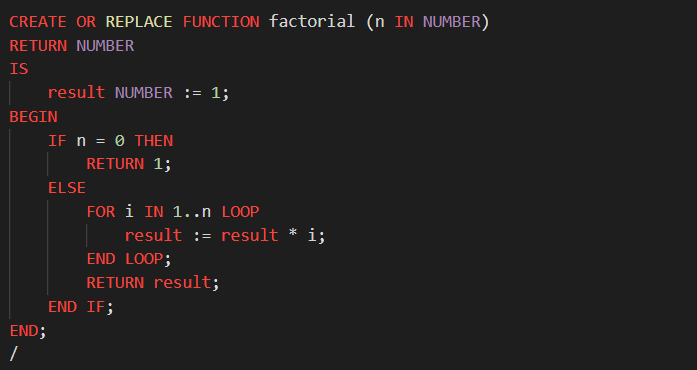 CREATE OR REPLACE FUNCTION factorial (n IN NUMBER)
RETURN NUMBER
IS
    result NUMBER := 1;
BEGIN
    IF n = 0 THEN
        RETURN 1;
    ELSE
        FOR i IN 1..n LOOP
            result := result * i;
        END LOOP;
        RETURN result;
    END IF;
END;
/